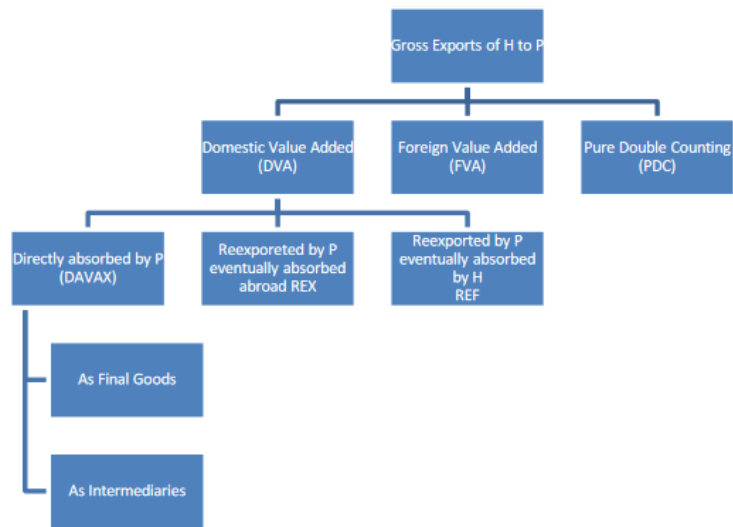 Gross Exports of H to P
Domestic Value Added
(DVA)
Foreign Value Added
(FVA)
Pure Double Counting
(PDC)
Directly absorbed by P
(DAVAX)
Reexporeted by P
eventually absorbed
abroad REX
Reexported by P
eventually absorbed
by H
REF
As Final Goods
As Intermediaries